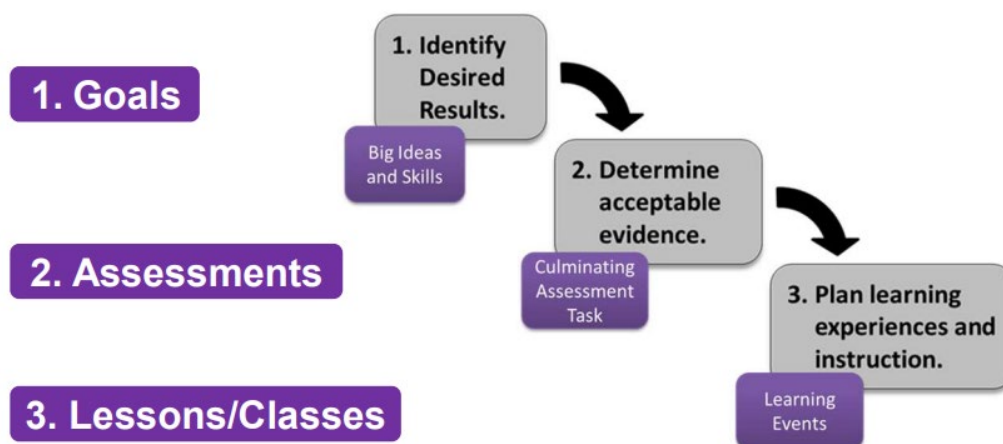 1. Goals
1. Identify
Desired
Results.
Big Ideas
and Skills
2. Assessments
2. Determine
acceptable
evidence.
Culminating
Assessment
Task
3. Lessons/Classes
3. Plan learning
experiences and
instruction.
Learning
Events